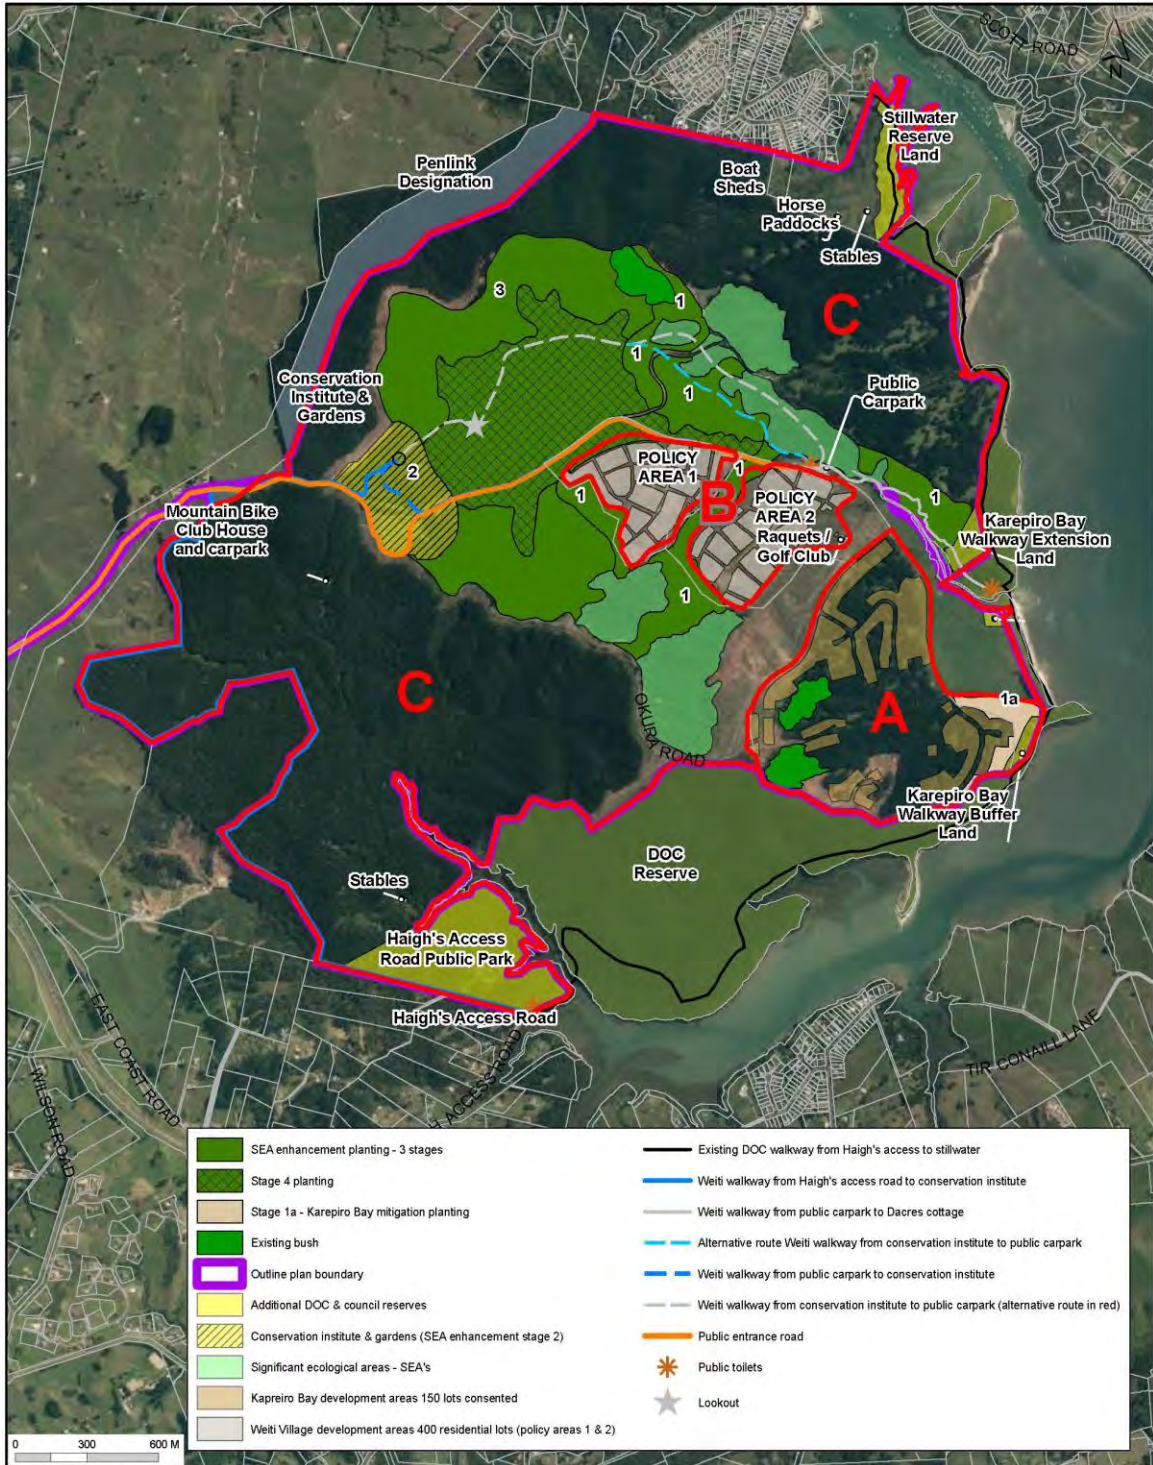 SCOTT ROAD
N
Stillwater
Reserve
Land
Penlink
Designation
Boat
Sheds
Horse
Paddocks
Stables
3
1
C
1
Conservation
Institute &
Gardens
1
Public
Carpark
2
POLICY
AREA 1
1
B
POLICY
AREA 2
Raquets /
Golf Club
1
1
Mountain Bike
Club House
and carpark
Karepiro Bay
Walkway Extension
Land
1
C
OKURA ROAD
A
1a
Karepiro Bay
Walkway Buffer
Land
DOC
Reserve
Stables
Haigh's Access
Road Public Park
Haigh's Access Road
EAST COAST ROAD
WILSON ROAD
H ACCESS ROAD
TIR CONAILL LANE
SEA enhancement planting - 3 stages
Stage 4 planting
Stage 1a - Karepiro Bay mitigation planting
Existing bush
Outline plan boundary
Additional DOC & council reserves
Conservation institute & gardens (SEA enhancement stage 2)
Significant ecological areas - SEA's
Kapreiro Bay development areas 150 lots consented
Weiti Village development areas 400 residential lots (policy areas 1 & 2)
Existing DOC walkway from Haigh's access to stillwater
Weiti walkway from Haigh's access road to conservation institute
Weiti walkway from public carpark to Dacres cottage
Alternative route Weiti walkway from conservation institute to public carpark
Weiti walkway from public carpark to conservation institute
Weiti walkway from conservation institute to public carpark (alternative route in red)
Public entrance road
Public toilets
Lookout
0 300 600 M